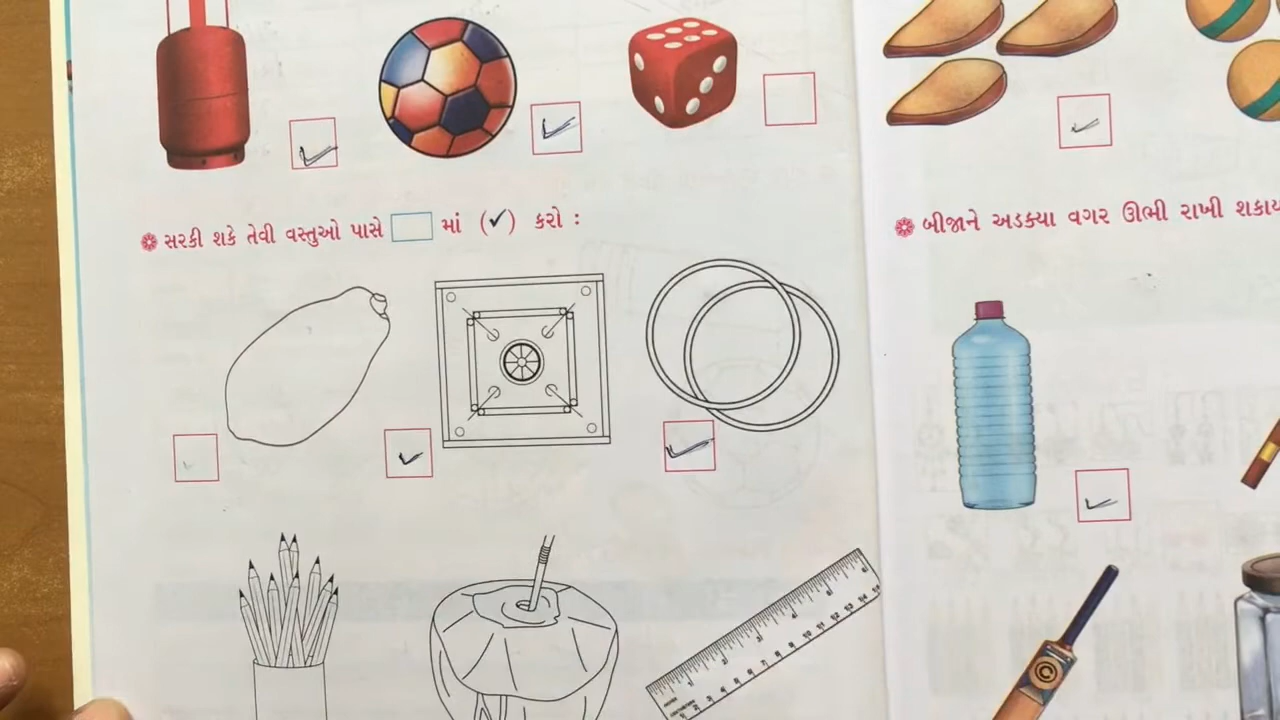 સરકી શકે તેવી વસ્તુઓ પાસે માં (✓) કરો :
બીજાને અડક્યા વગર ઊભી રાખી શકાય
C